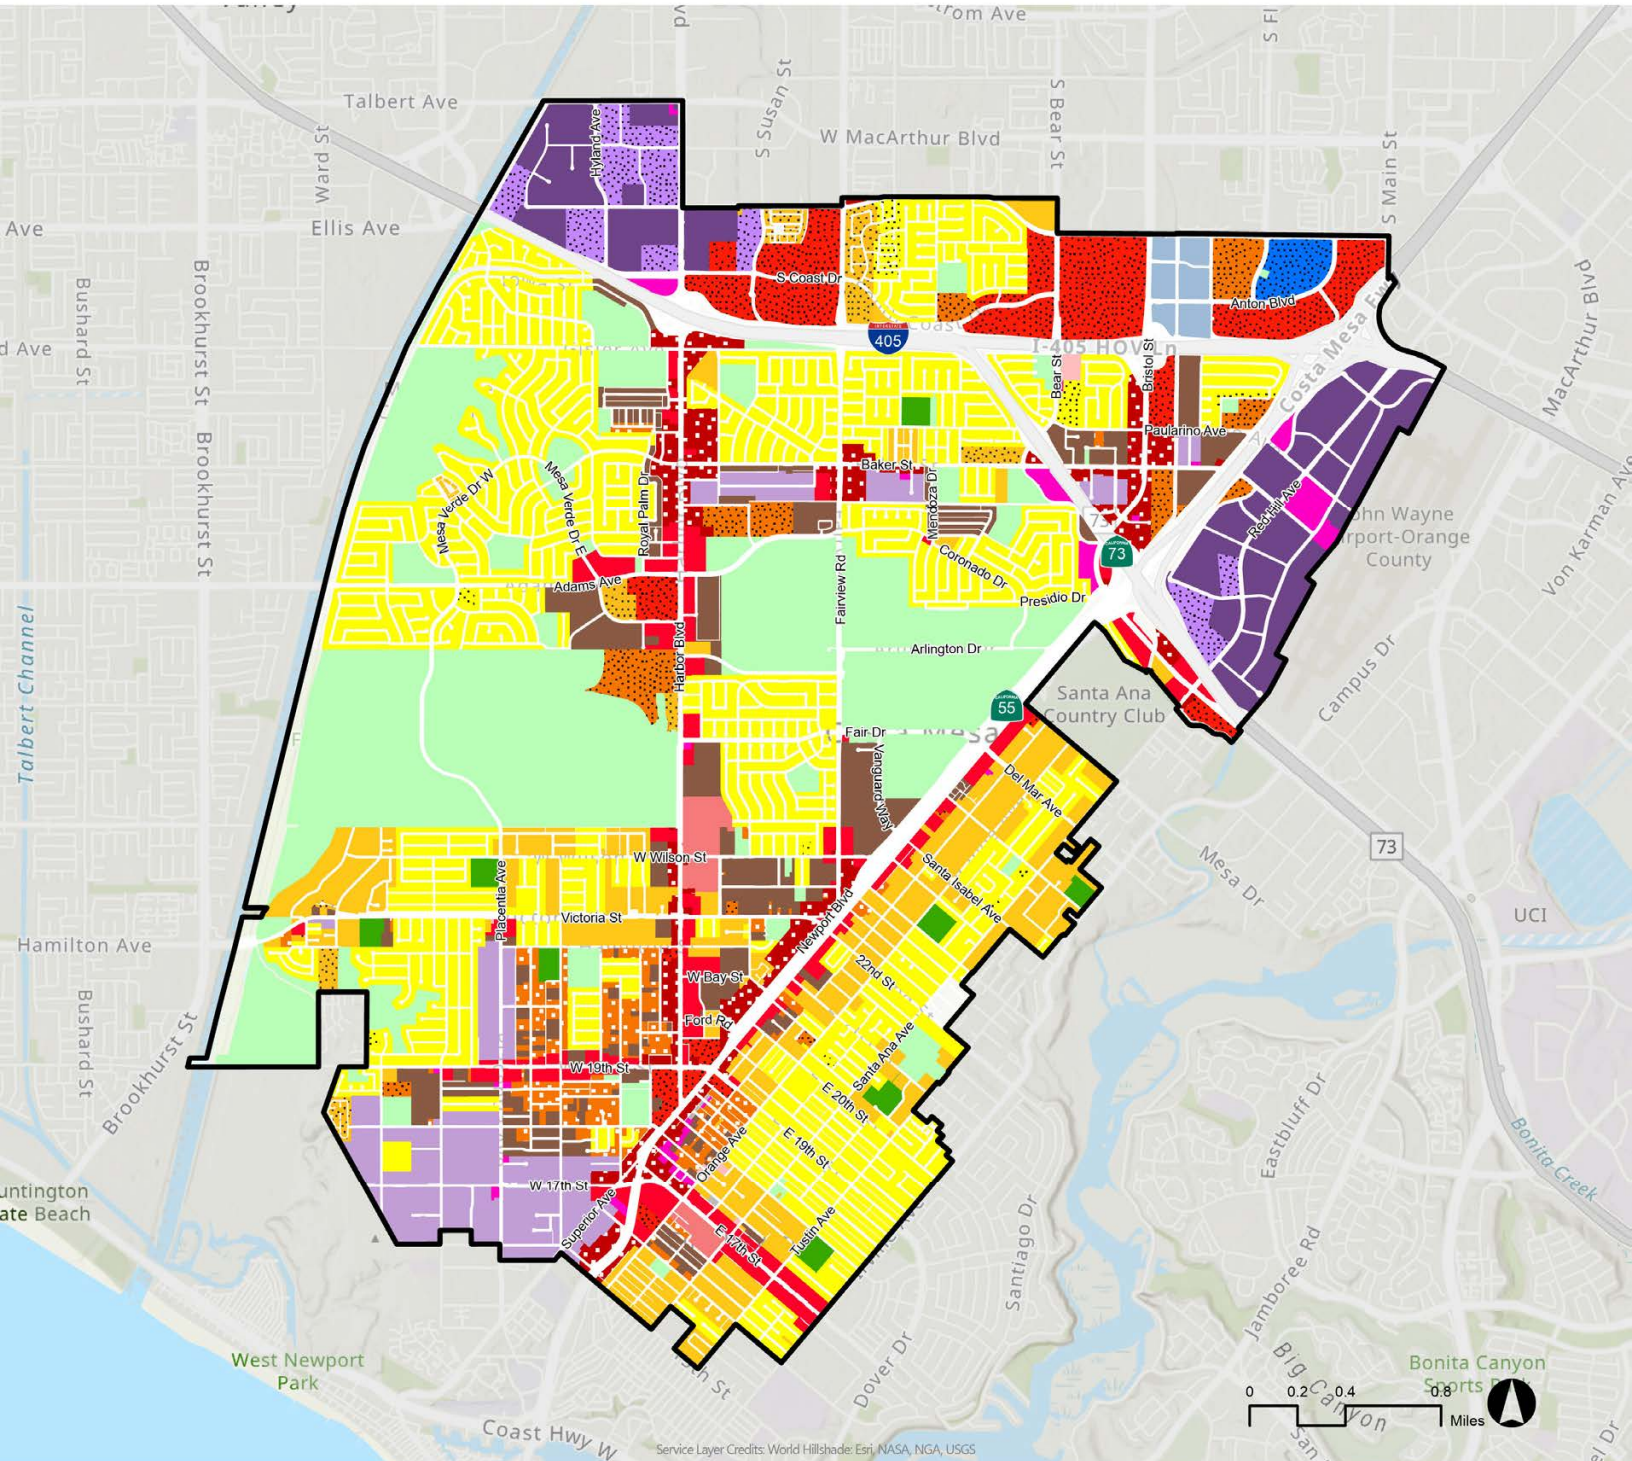 Talbert Ave
W MacArthur Blvd
S Susan St
S Bear St
S Main St
Ward St
Hyland Ave
Ellis Ave
Ave
Brookhurst St
Bushard St
d Ave
S Coast Dr
Anton Blvd
INTERSTATE
405
I-405 HOV Ln
Costa Mesa Fwy
MacArthur Blvd
Bear St
Bristol St
Paularino Ave
Baker St
Mesa Verde Dr W
Mesa Verde Dr E
Royal Palm Dr
Mendoza Dr
Red Hill Ave
Brookhurst St
Von Karman Ave
John Wayne
Airport-Orange
County
CALIFORNIA
73
Coronado Dr
Adams Ave
Presidio Dr
Fairview Rd
Harbor Blvd
Arlington Dr
Talbert Channel
Campus Dr
CALIFORNIA
55
Santa Ana
Country Club
Fair Dr
Mesa
Vanguard Way
Del Mar Ave
73
Mesa Dr
W Wilson St
Santa Isabel Ave
Placentia Ave
Victoria St
Newport Blvd
UCI
Hamilton Ave
22nd St
W Bay St
Ford Rd
Bushard St
Brookhurst St
Santa Ana Ave
W 19th St
E 20th St
E 19th St
Eastbluff Dr
Orange Ave
Bonita Creek
W 17th St
Superior Ave
E 17th St
Tustin Ave
untington
ate Beach
Santiago Dr
Jamboree Rd
West Newport
Park
Dover Dr
Big Canyon
Bonita Canyon
Sports Park
0 0.2 0.4 0.8
Miles
Coast Hwy W
Service Layer Credits: World Hillshade: Esri, NASA, NGA, USGS